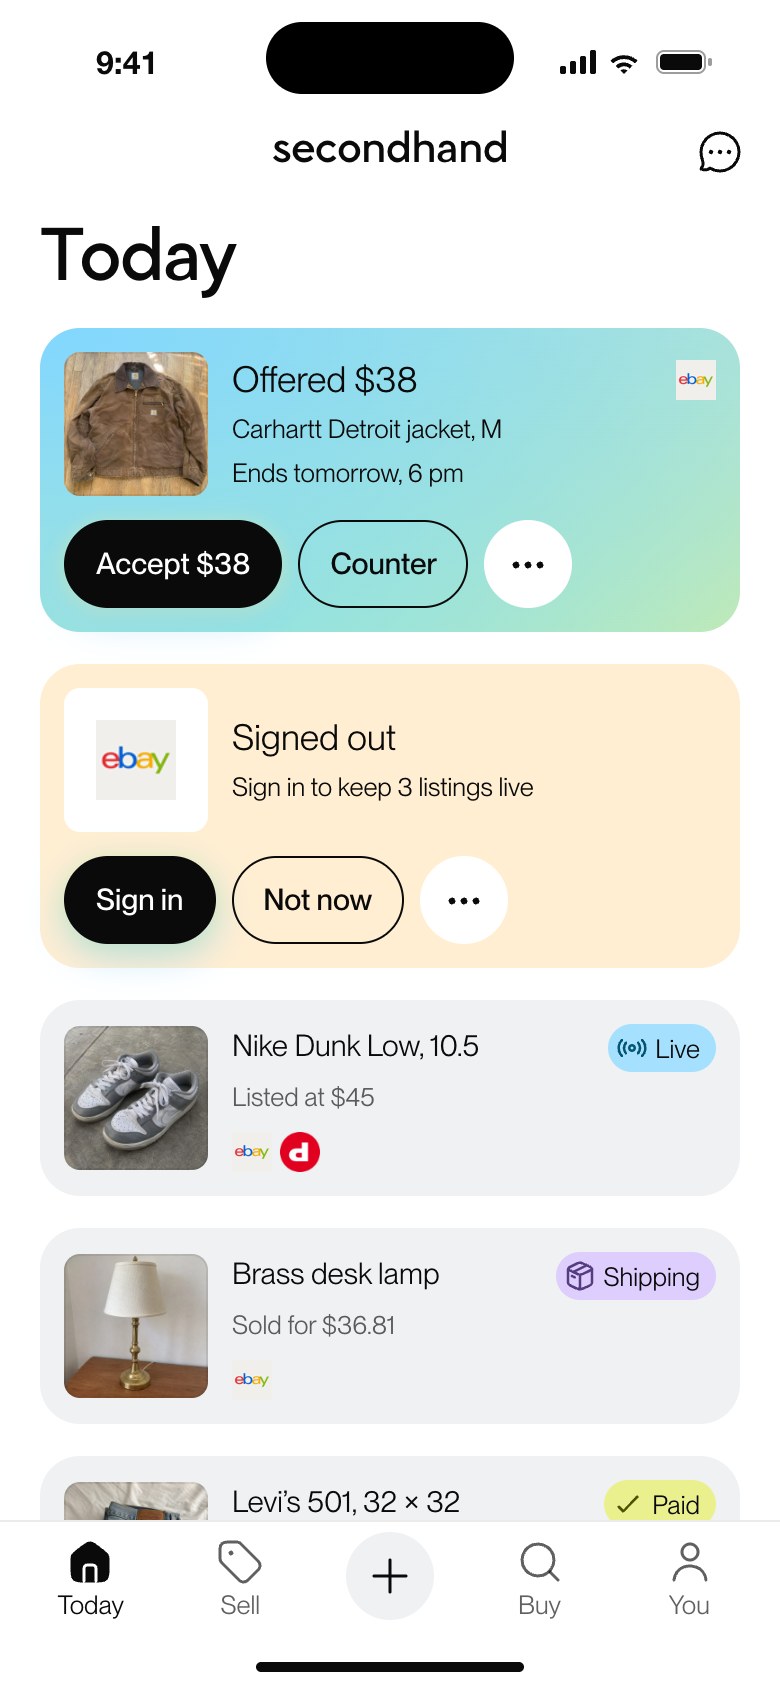 9:41
secondhand
Today
Offered $38
ebay
Carhartt Detroit jacket, M
Ends tomorrow, 6 pm
Accept $38
Counter
ebay
Signed out
Sign in to keep 3 listings live
Sign in
Not now
Nike Dunk Low, 10.5
Live
Listed at $45
ebay
d
Brass desk lamp
Shipping
Sold for $36.81
ebay
Levi’s 501, 32 × 32
Paid
Today
Sell
Buy
You